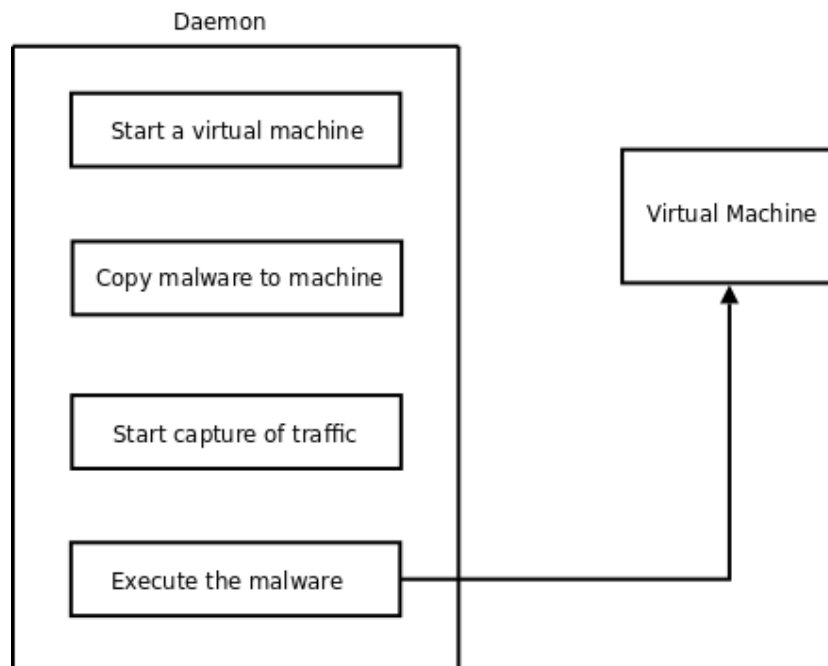 Daemon
Start a virtual machine
Copy malware to machine
Virtual Machine
Start capture of traffic
Execute the malware